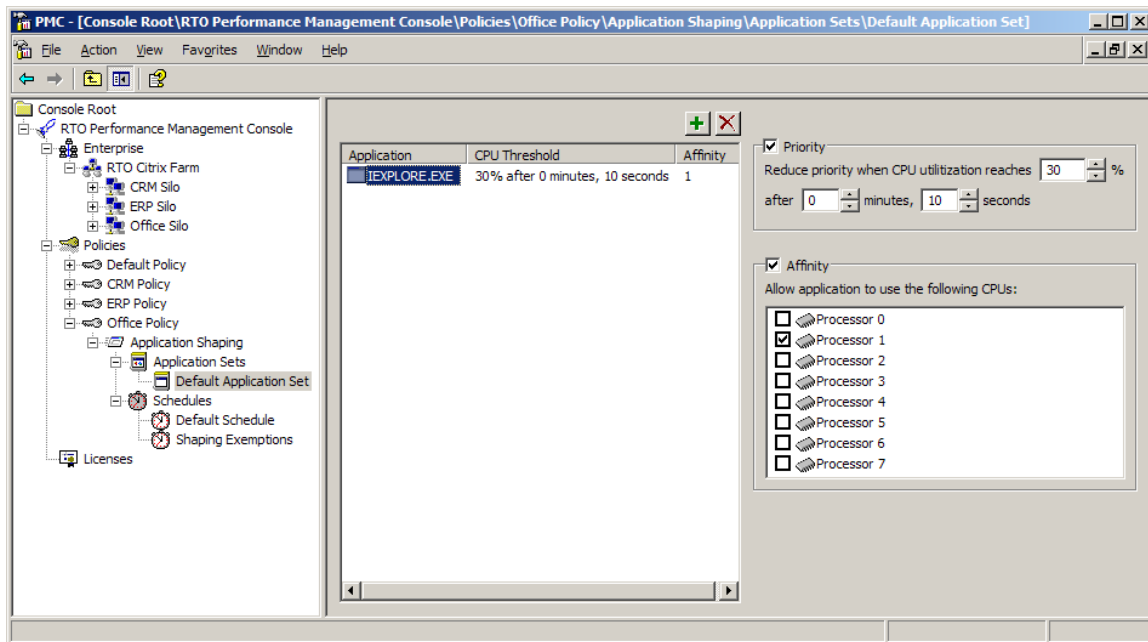 PMC - [Console Root\RTO Performance Management Console\Policies\Office Policy\Application Shaping\Application Sets\Default Application Set]
File Action View Favorites Window Help
Console Root
RTO Performance Management Console
Enterprise
RTO Citrix Farm
CRM Silo
ERP Silo
Office Silo
Policies
Default Policy
CRM Policy
ERP Policy
Office Policy
Application Shaping
Application Sets
Default Application Set
Schedules
Default Schedule
Shaping Exemptions
Licenses
Application CPU Threshold Affinity
IEXPLORE.EXE 30% after 0 minutes, 10 seconds 1
Priority
Reduce priority when CPU utilitization reaches 30 %
after 0 minutes, 10 seconds
Affinity
Allow application to use the following CPUs:
Processor 0
Processor 1
Processor 2
Processor 3
Processor 4
Processor 5
Processor 6
Processor 7